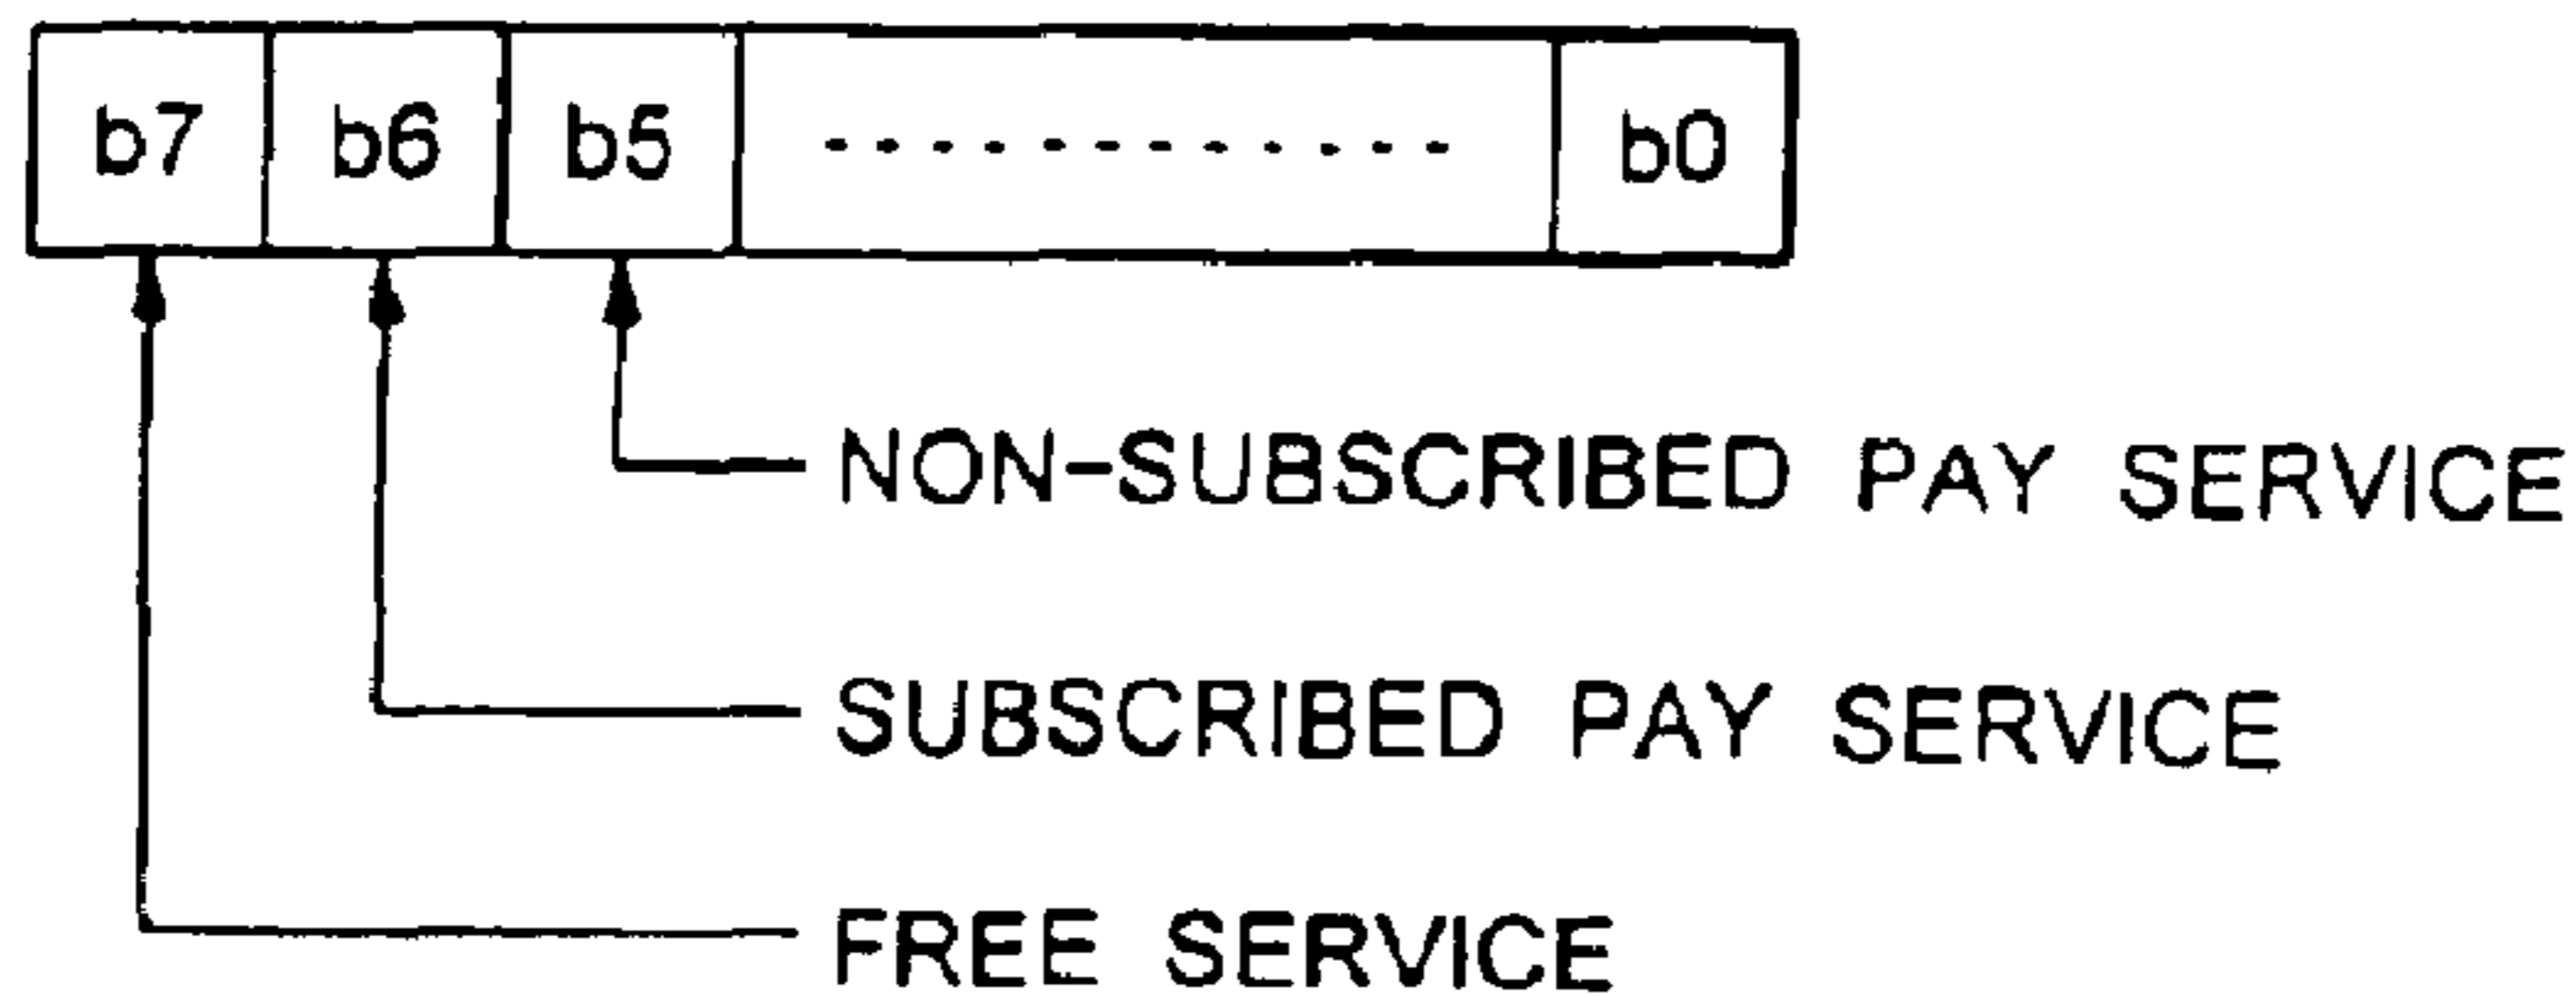 b7 b6 b5 ............ b0
NON-SUBSCRIBED PAY SERVICE
SUBSCRIBED PAY SERVICE
FREE SERVICE